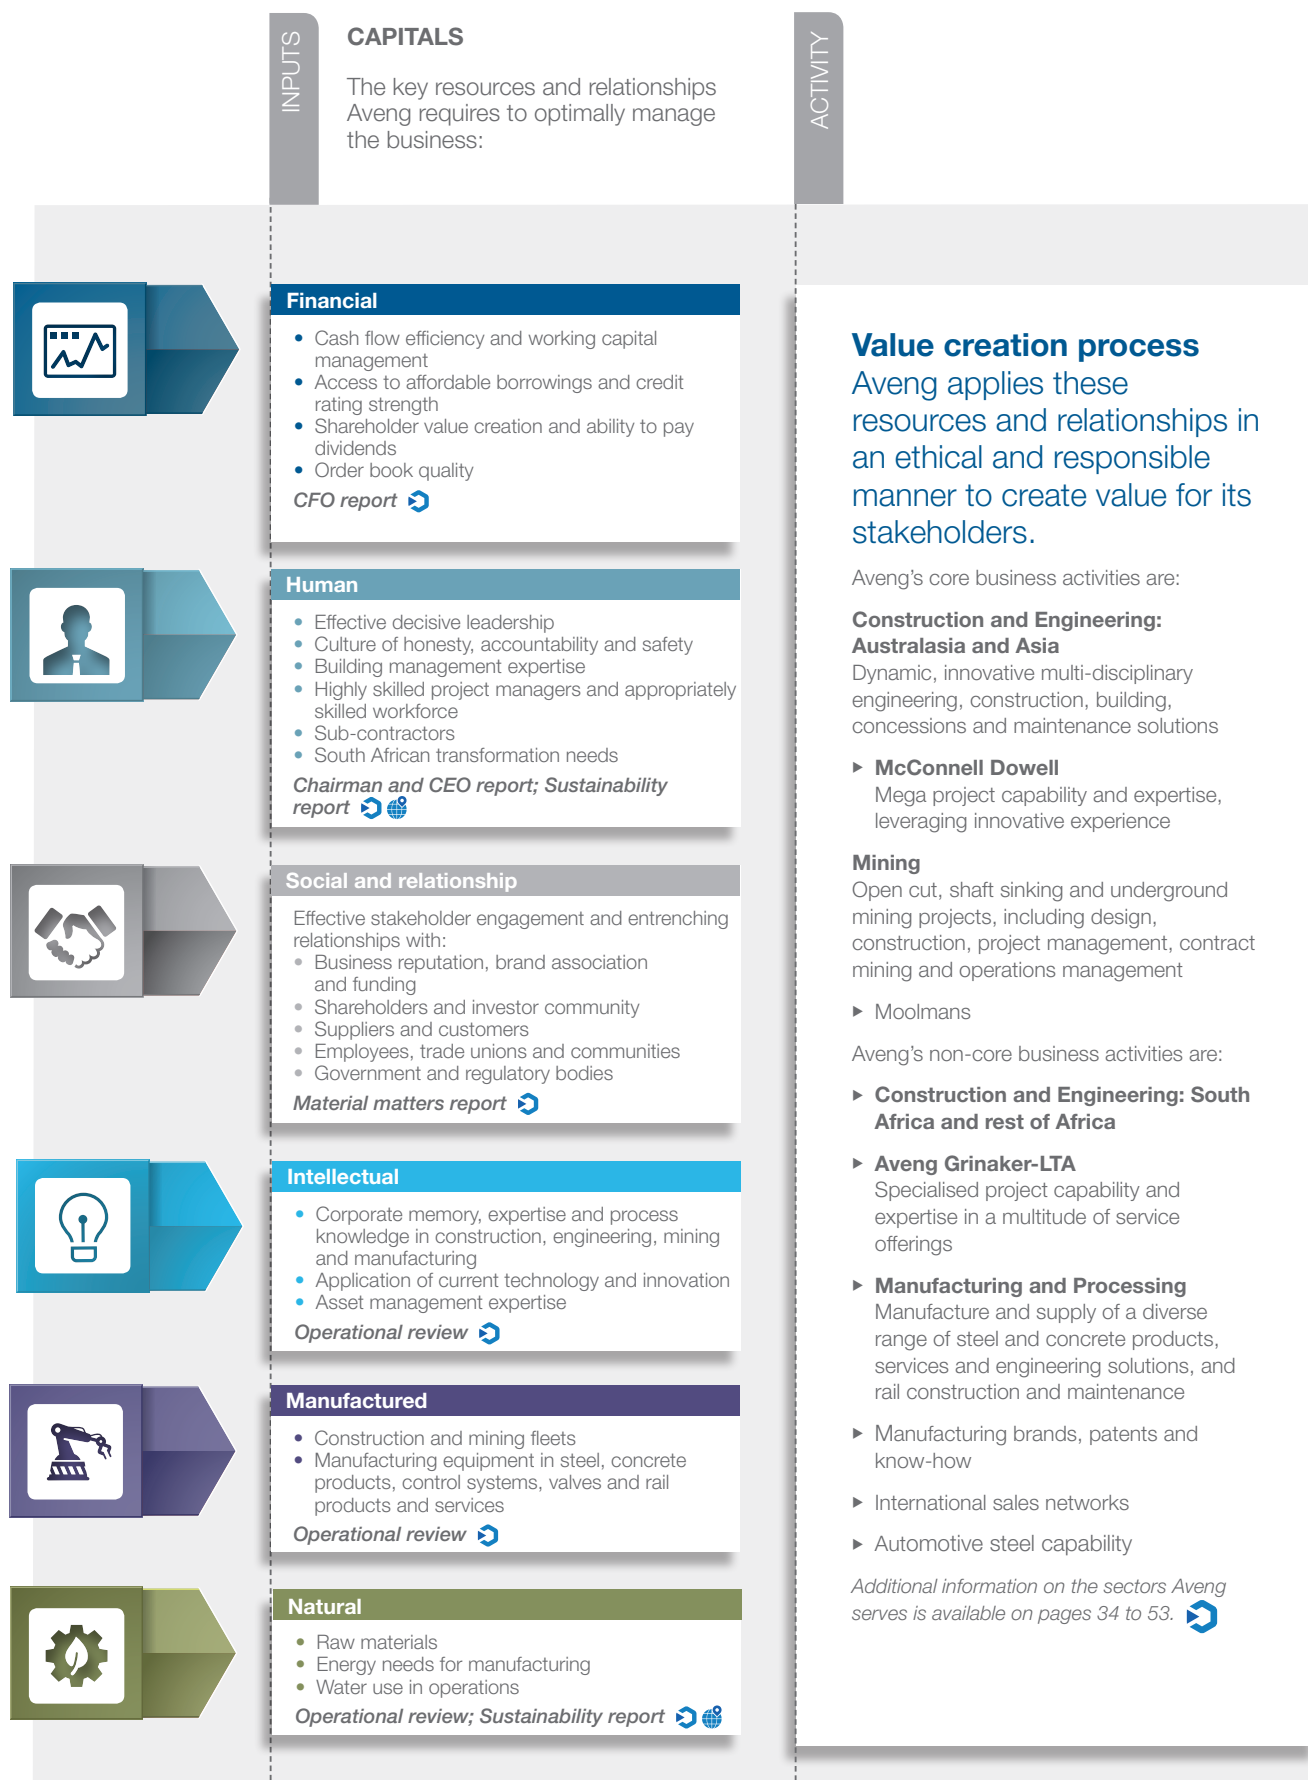 INPUTS
CAPITALS
The key resources and relationships
Aveng requires to optimally manage
the business:
ACTIVITY
Financial
• Cash flow efficiency and working capital
management
• Access to affordable borrowings and credit
rating strength
• Shareholder value creation and ability to pay
dividends
• Order book quality
CFO report
Human
• Effective decisive leadership
• Culture of honesty, accountability and safety
• Building management expertise
• Highly skilled project managers and appropriately
skilled workforce
• Sub-contractors
• South African transformation needs
Chairman and CEO report; Sustainability
report
Social and relationship
Effective stakeholder engagement and entrenching
relationships with:
• Business reputation, brand association
and funding
• Shareholders and investor community
• Suppliers and customers
• Employees, trade unions and communities
• Government and regulatory bodies
Material matters report
Intellectual
• Corporate memory, expertise and process
knowledge in construction, engineering, mining
and manufacturing
• Application of current technology and innovation
• Asset management expertise
Operational review
Manufactured
• Construction and mining fleets
• Manufacturing equipment in steel, concrete
products, control systems, valves and rail
products and services
Operational review
Natural
• Raw materials
• Energy needs for manufacturing
• Water use in operations
Operational review; Sustainability report
Value creation process
Aveng applies these
resources and relationships in
an ethical and responsible
manner to create value for its
stakeholders.
Aveng's core business activities are:
Construction and Engineering:
Australasia and Asia
Dynamic, innovative multi-disciplinary
engineering, construction, building,
concessions and maintenance solutions
▶ McConnell Dowell
Mega project capability and expertise,
leveraging innovative experience
Mining
Open cut, shaft sinking and underground
mining projects, including design,
construction, project management, contract
mining and operations management
▶ Moolmans
Aveng's non-core business activities are:
▶ Construction and Engineering: South
Africa and rest of Africa
▶ Aveng Grinaker-LTA
Specialised project capability and
expertise in a multitude of service
offerings
▶ Manufacturing and Processing
Manufacture and supply of a diverse
range of steel and concrete products,
services and engineering solutions, and
rail construction and maintenance
▶ Manufacturing brands, patents and
know-how
▶ International sales networks
▶ Automotive steel capability
Additional information on the sectors Aveng
serves is available on pages 34 to 53.